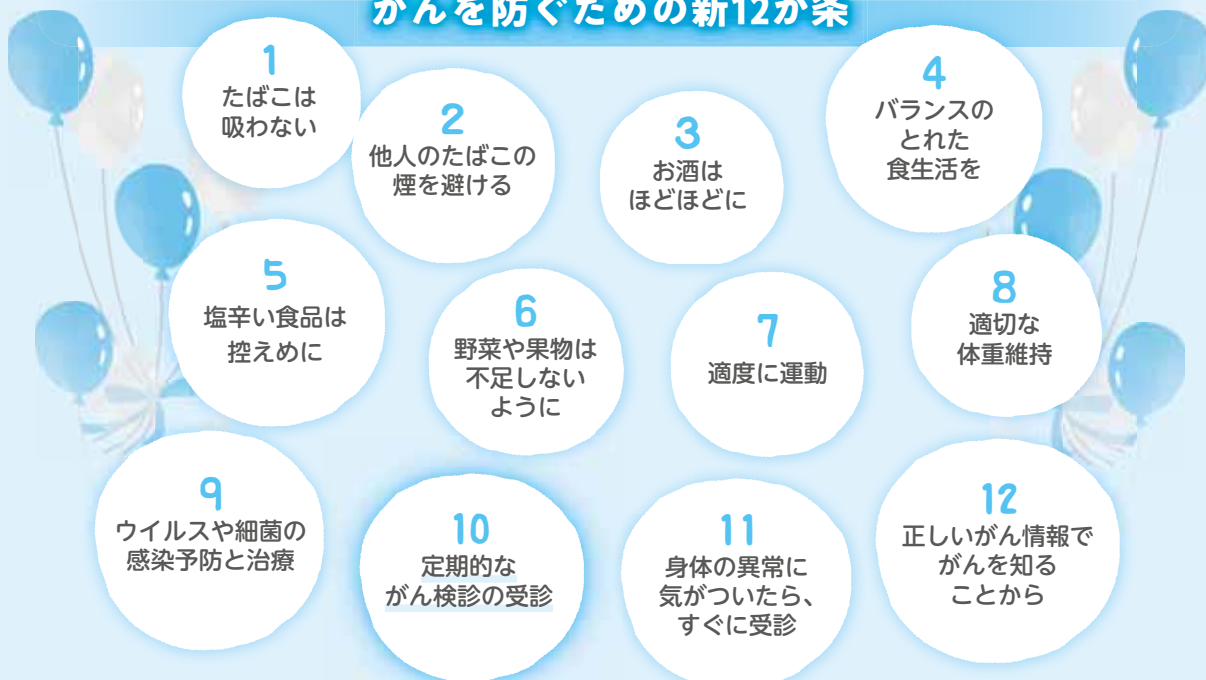 がんを防ぐための新12か条
1
たばこは
吸わない
2
他人のたばこの
煙を避ける
3
お酒は
ほどほどに
4
バランスの
とれた
食生活を
5
塩辛い食品は
控えめに
6
野菜や果物は
不足しない
ように
7
適度に運動
8
適切な
体重維持
9
ウイルスや細菌の
感染予防と治療
10
定期的な
がん検診の受診
11
身体の異常に
気がついたら、
すぐに受診
12
正しいがん情報で
がんを知る
ことから